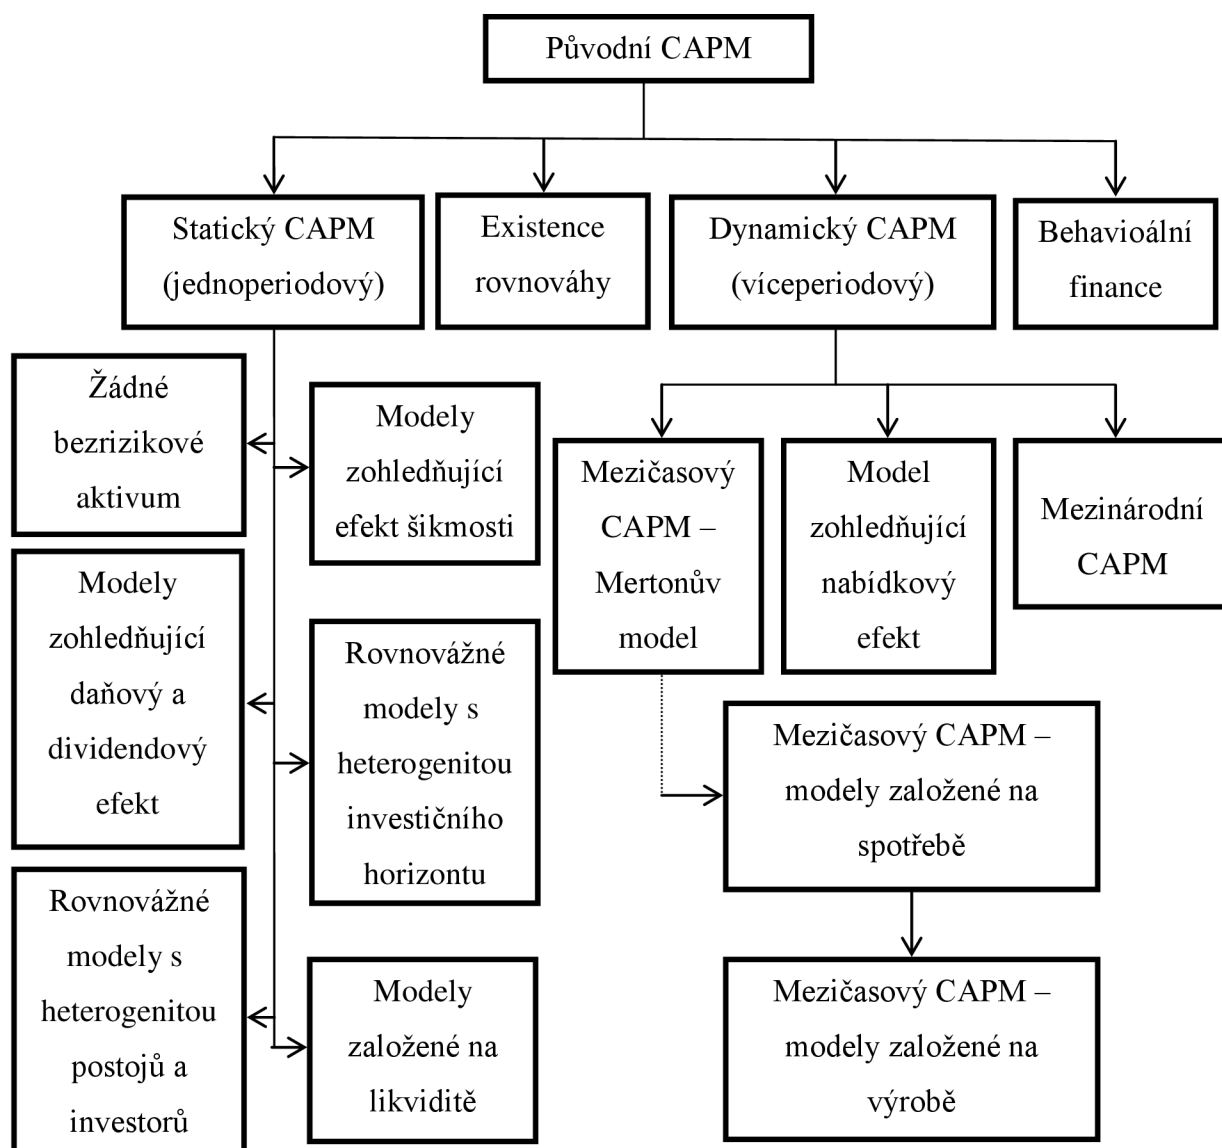 Původní CAPM
Statický CAPM
(jednoperiodový)
Existence
rovnováhy
Dynamický CAPM
(víceperiodový)
Behavioální
finance
Žádné
bezrizikové
aktivum
Modely
zohledňující
efekt šikmosti
Mezičasový
CAPM –
Mertonův
model
Model
zohledňující
nabídkový
efekt
Mezinárodní
CAPM
Modely
zohledňující
daňový a
dividendový
efekt
Rovnovážné
modely s
heterogenitou
investičního
horizontu
Mezičasový CAPM –
modely založené na
spotřebě
Rovnovážné
modely s
heterogenitou
postojů a
investorů
Modely
založené na
likviditě
Mezičasový CAPM –
modely založené na
výrobě